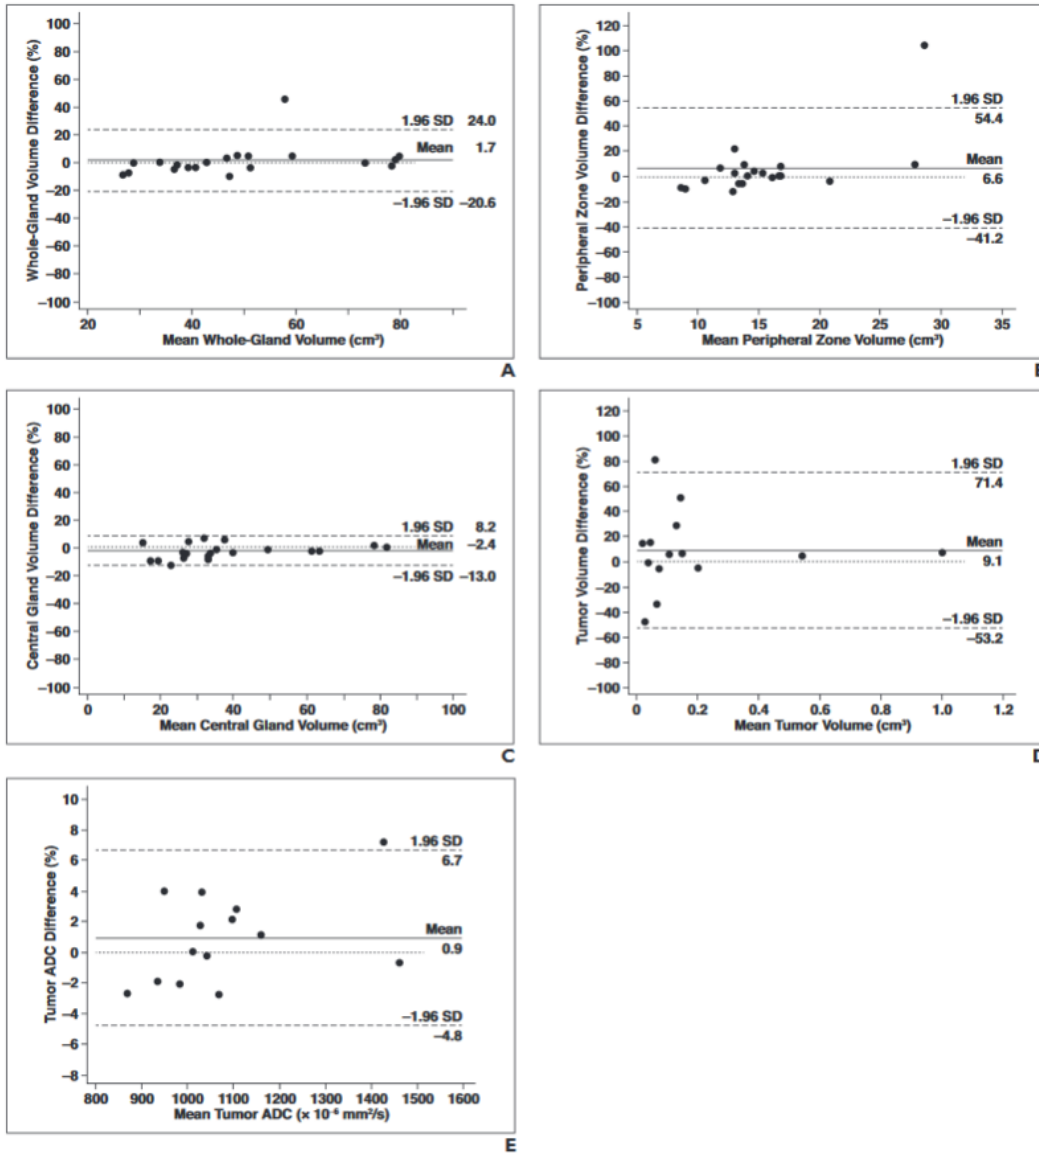 Whole-Gland Volume Difference (%)
100
80
60
40
20
0
−20
−40
−60
−80
−100
1.96 SD 24.0
Mean 1.7
−1.96 SD −20.6
20 40 60 80
Mean Whole-Gland Volume (cm³)
A
Peripheral Zone Volume Difference (%)
120
100
80
60
40
20
0
−20
−40
−60
−80
−100
1.96 SD
54.4
Mean
6.6
−1.96 SD
−41.2
5 10 15 20 25 30 35
Mean Peripheral Zone Volume (cm³)
Central Gland Volume Difference (%)
100
80
60
40
20
0
−20
−40
−60
−80
−100
1.96 SD 8.2
Mean −2.4
−1.96 SD −13.0
0 20 40 60 80 100
Mean Central Gland Volume (cm³)
C
Tumor Volume Difference (%)
120
100
80
60
40
20
0
−20
−40
−60
−80
−100
1.96 SD
71.4
Mean
9.1
−1.96 SD
−53.2
0 0.2 0.4 0.6 0.8 1.0 1.2
Mean Tumor Volume (cm³)
D
Tumor ADC Difference (%)
10
8
6
4
2
0
−2
−4
−6
−8
1.96 SD
6.7
Mean
0.9
−1.96 SD
−4.8
800 900 1000 1100 1200 1300 1400 1500 1600
Mean Tumor ADC (× 10⁻⁶ mm²/s)
E